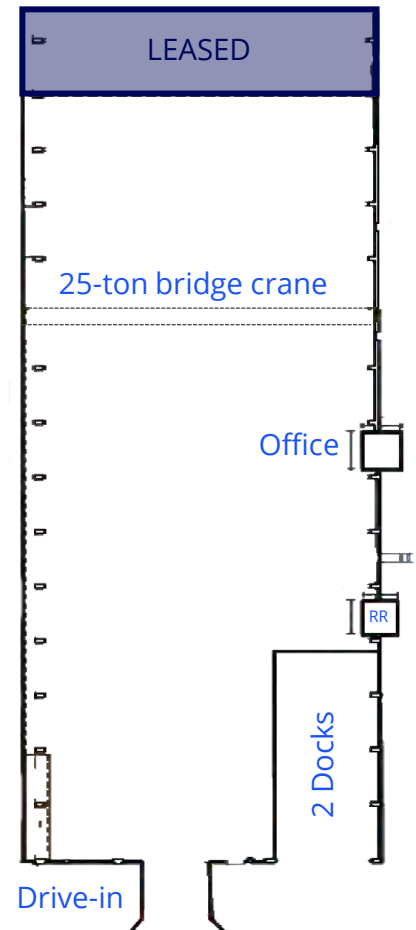 LEASED
25-ton bridge crane
Office
RR
2 Docks
Drive-in